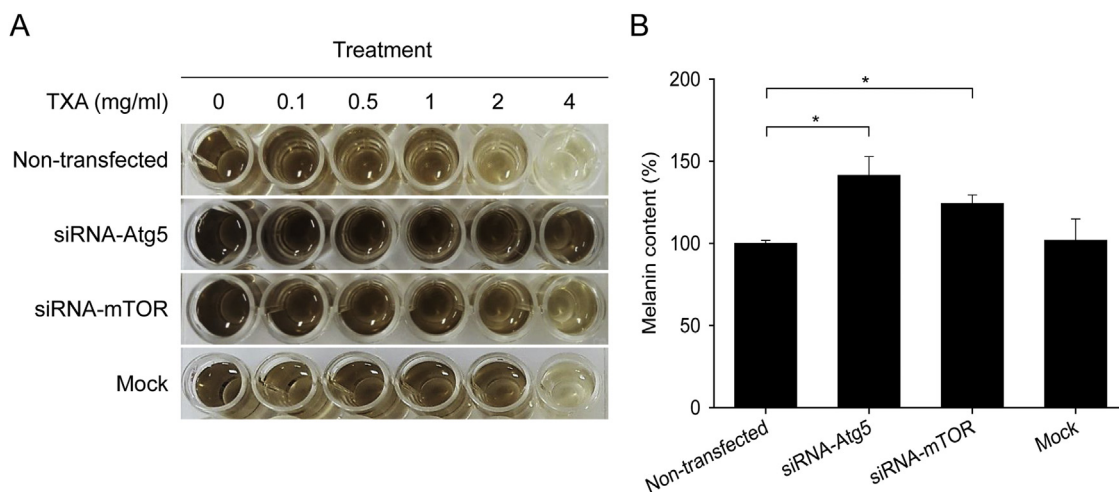 A
Treatment
TXA (mg/ml) 0 0.1 0.5 1 2 4
Non-transfected
siRNA-Atg5
siRNA-mTOR
Mock
B
Melanin content (%)
200
150
100
50
0
*
*
Non-transfected
siRNA-Atg5
siRNA-mTOR
Mock